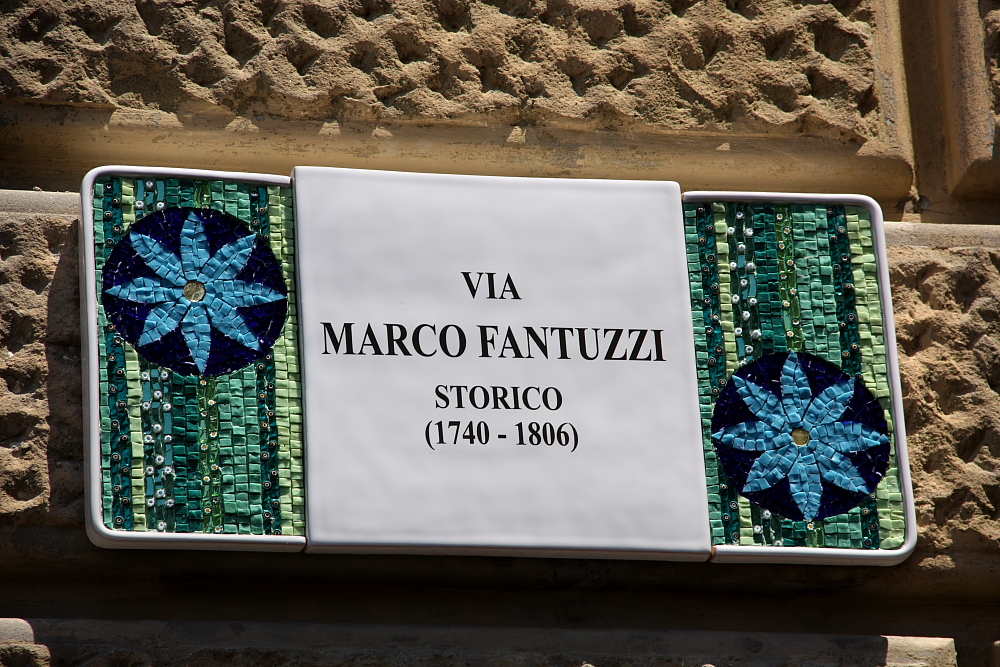 VIA
MARCO FANTUZZI
STORICO
(1740 - 1806)